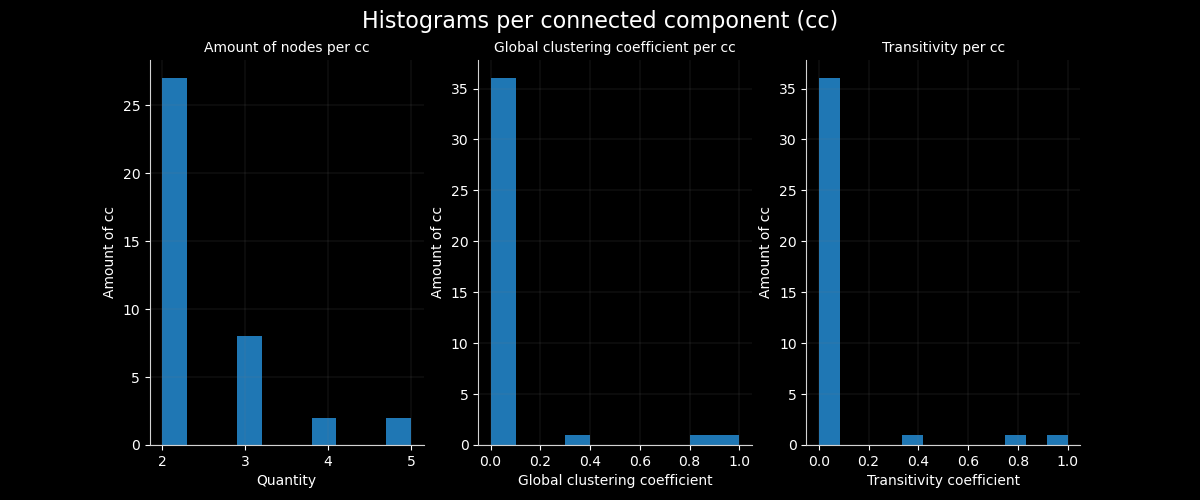 Histograms per connected component (cc)
Amount of nodes per cc
Global clustering coefficient per cc
Transitivity per cc
Amount of cc
25
20
15
10
5
0
2 3 4 5
Quantity
Amount of cc
35
30
25
20
15
10
5
0
0.0 0.2 0.4 0.6 0.8 1.0
Global clustering coefficient
Amount of cc
35
30
25
20
15
10
5
0
0.0 0.2 0.4 0.6 0.8 1.0
Transitivity coefficient